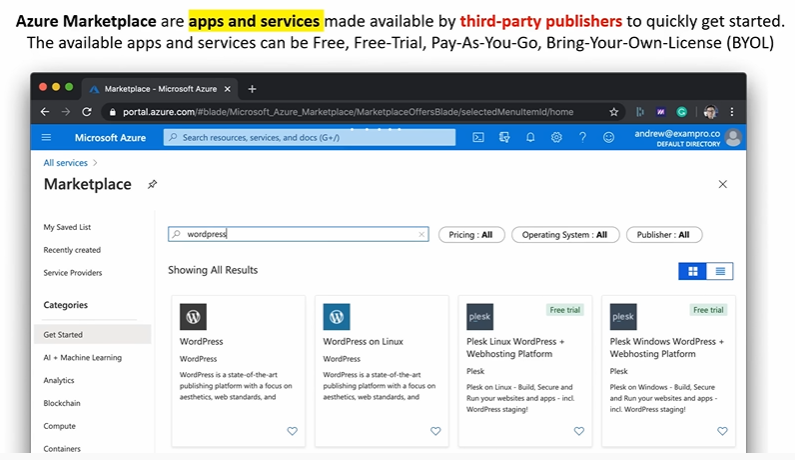 Azure Marketplace are apps and services made available by third-party publishers to quickly get started.
The available apps and services can be Free, Free-Trial, Pay-As-You-Go, Bring-Your-Own-License (BYOL)
Marketplace - Microsoft Azure
portal.azure.com/#blade/Microsoft_Azure_Marketplace/MarketplaceOffersBlade/selectedMenuItemId/home
Microsoft Azure
Search resources, services, and docs (G+/)
andrew@exampro.co
DEFAULT DIRECTORY
All services >
Marketplace
My Saved List
Recently created
Service Providers
Categories
Get Started
AI + Machine Learning
Analytics
Blockchain
Compute
Containers
wordpress
Pricing : All
Operating System : All
Publisher : All
Showing All Results
WordPress
WordPress
WordPress is a state-of-the-art
publishing platform with a focus on
aesthetics, web standards, and
WordPress on Linux
WordPress
WordPress is a state-of-the-art
publishing platform with a focus on
aesthetics, web standards, and
plesk
Free trial
Plesk Linux WordPress +
Webhosting Platform
Plesk
Plesk on Linux - Build, Secure and
Run your websites and apps - incl.
WordPress staging!
plesk
Free trial
Plesk Windows WordPress +
Webhosting Platform
Plesk
Plesk on Windows - Build, Secure
and Run your websites and apps -
incl. WordPress staging!